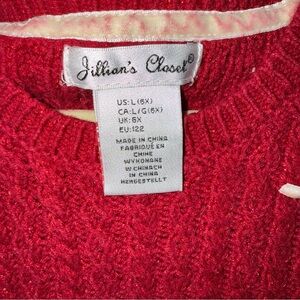 Jillian's Closet®
US: L(6X)
CA: L/G(6X)
UK: 6X
EU: 122
MADE IN CHINA
FABRIQUÉ EN
CHINE
WYKONANE
W CHINACH
IN CHINA
HERGESTELLT